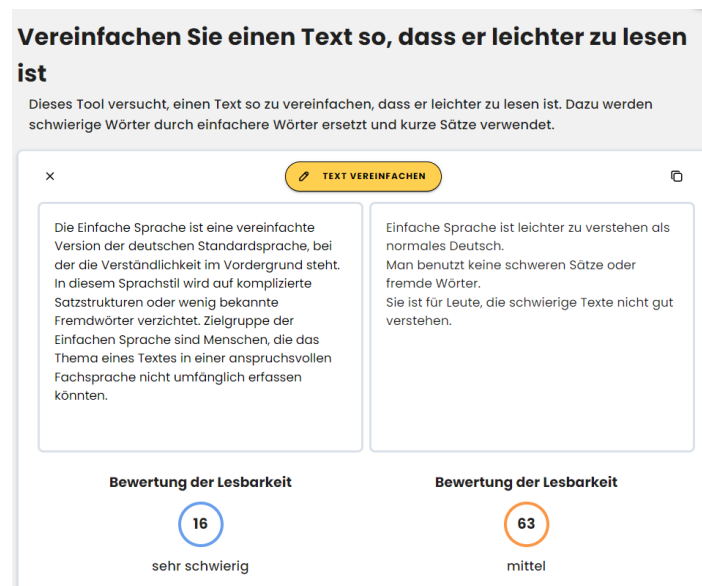 Vereinfachen Sie einen Text so, dass er leichter zu lesen
ist
Dieses Tool versucht, einen Text so zu vereinfachen, dass er leichter zu lesen ist. Dazu werden
schwierige Wörter durch einfachere Wörter ersetzt und kurze Sätze verwendet.
TEXT VEREINFACHEN
Die Einfache Sprache ist eine vereinfachte
Version der deutschen Standardsprache, bei
der die Verständlichkeit im Vordergrund steht.
In diesem Sprachstil wird auf komplizierte
Satzstrukturen oder wenig bekannte
Fremdwörter verzichtet. Zielgruppe der
Einfachen Sprache sind Menschen, die das
Thema eines Textes in einer anspruchsvollen
Fachsprache nicht umfänglich erfassen
könnten.
Einfache Sprache ist leichter zu verstehen als
normales Deutsch.
Man benutzt keine schweren Sätze oder
fremde Wörter.
Sie ist für Leute, die schwierige Texte nicht gut
verstehen.
Bewertung der Lesbarkeit
16
sehr schwierig
Bewertung der Lesbarkeit
63
mittel